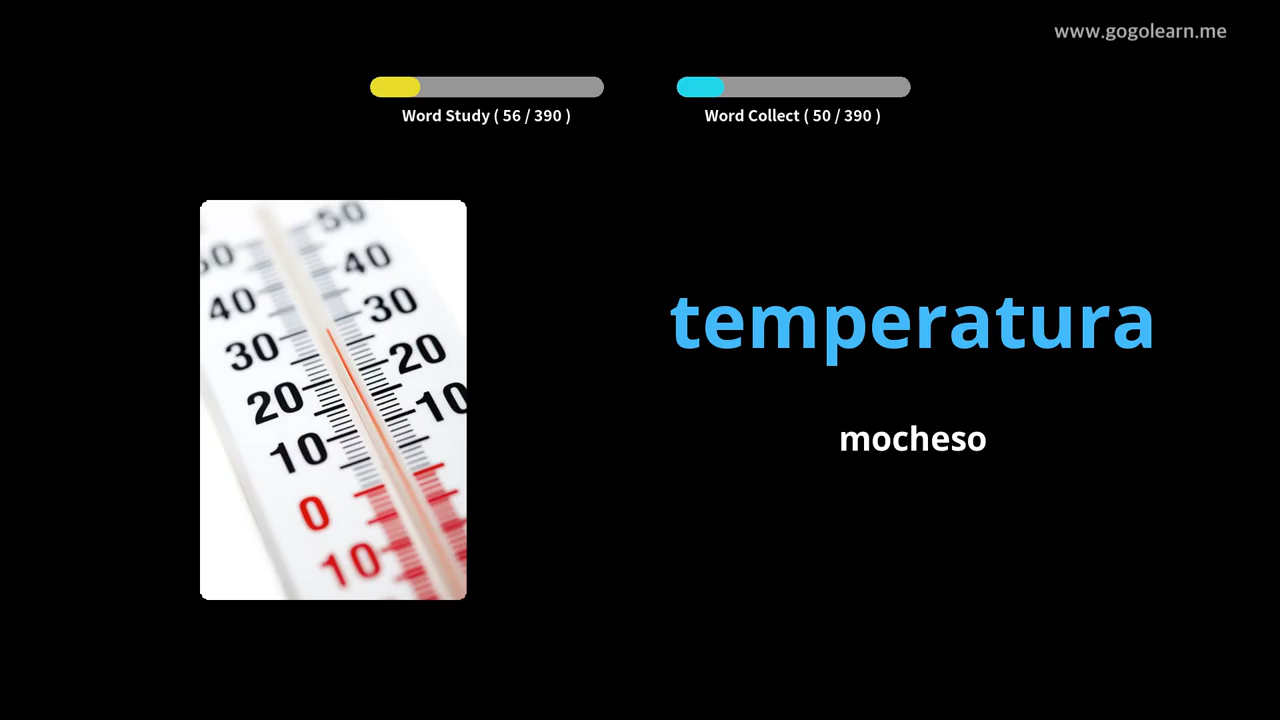 www.gogolearn.me
Word Study ( 56 / 390 )
Word Collect ( 50 / 390 )
temperatura
mocheso
50
40
40
30
30
20
20
10
10
0
10